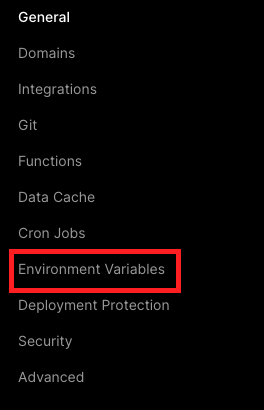 General
Domains
Integrations
Git
Functions
Data Cache
Cron Jobs
Environment Variables
Deployment Protection
Security
Advanced